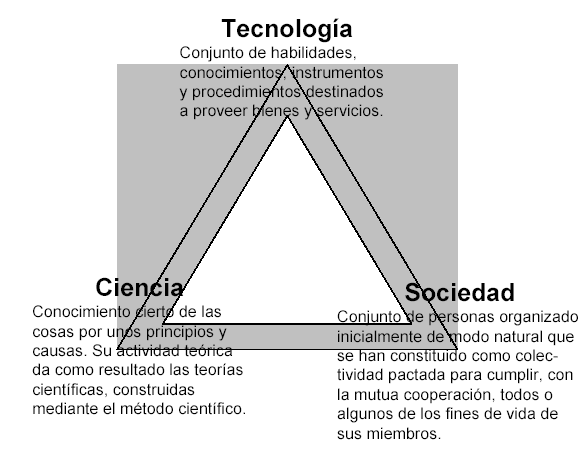 Tecnología
Conjunto de habilidades,
conocimientos, instrumentos
y procedimientos destinados
a proveer bienes y servicios.
Ciencia
Conocimiento cierto de las
cosas por unos principios y
causas. Su actividad teórica
da como resultado las teorías
científicas, construidas
mediante el método científico.
Sociedad
Conjunto de personas organizado
inicialmente de modo natural que
se han constituido como colec-
tividad pactada para cumplir, con
la mutua cooperación, todos o
algunos de los fines de vida de
sus miembros.